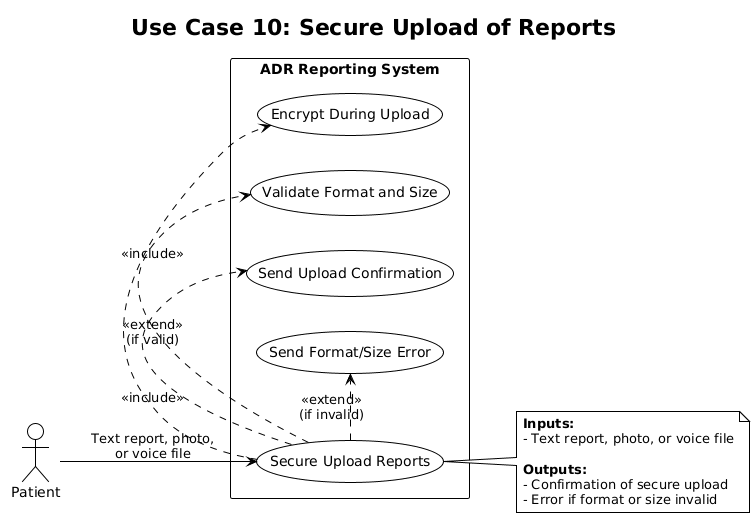 Use Case 10: Secure Upload of Reports
ADR Reporting System
Encrypt During Upload
Validate Format and Size
«include»
Send Upload Confirmation
«extend»
(if valid)
Send Format/Size Error
«include»
«extend»
(if invalid)
Text report, photo,
or voice file
Secure Upload Reports
Patient
Inputs:
- Text report, photo, or voice file
Outputs:
- Confirmation of secure upload
- Error if format or size invalid